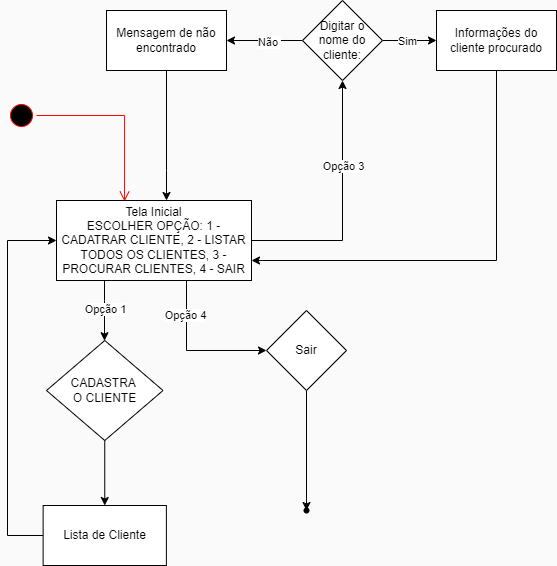 Mensagem de não
encontrado
Não
Digitar o
nome do
cliente:
Sim
Informações do
cliente procurado
Opção 3
Tela Inicial
ESCOLHER OPÇÃO: 1 -
CADATRAR CLIENTE, 2 - LISTAR
TODOS OS CLIENTES, 3 -
PROCURAR CLIENTES, 4 - SAIR
Opção 1
Opção 4
Sair
CADASTRA
O CLIENTE
Lista de Cliente